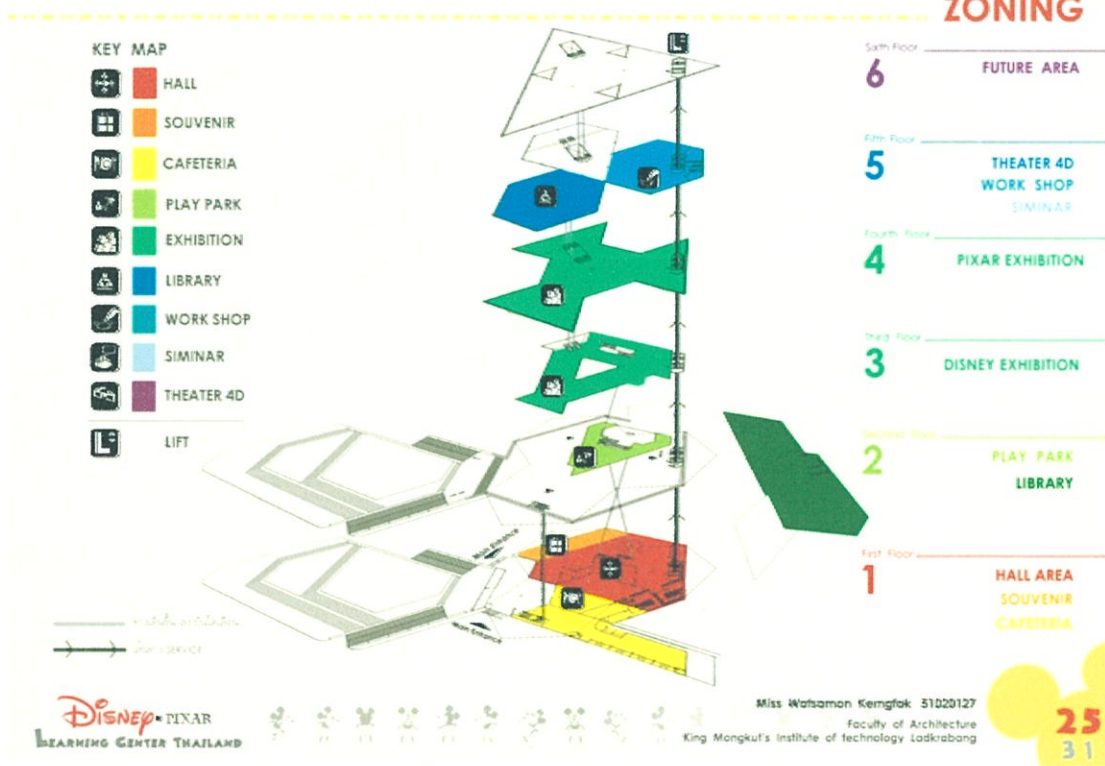 ZONING
KEY MAP
HALL
SOUVENIR
CAFETERIA
PLAY PARK
EXHIBITION
LIBRARY
WORK SHOP
SIMINAR
THEATER 4D
LIFT
Sixth Floor
6
FUTURE AREA
Fifth Floor
5
THEATER 4D
WORK SHOP
SIMINAR
Fourth Floor
4
PIXAR EXHIBITION
Third Floor
3
DISNEY EXHIBITION
Second Floor
2
PLAY PARK
LIBRARY
First Floor
1
HALL AREA
SOUVENIR
CAFETERIA
Main Entrance
Main Entrance
SERVICE
DISNEY PIXAR
LEARNING CENTER THAILAND
Miss Watsamon Kerngfak 51020127
Faculty of Architecture
King Mongkut's Institute of technology Ladkrabang
25
31